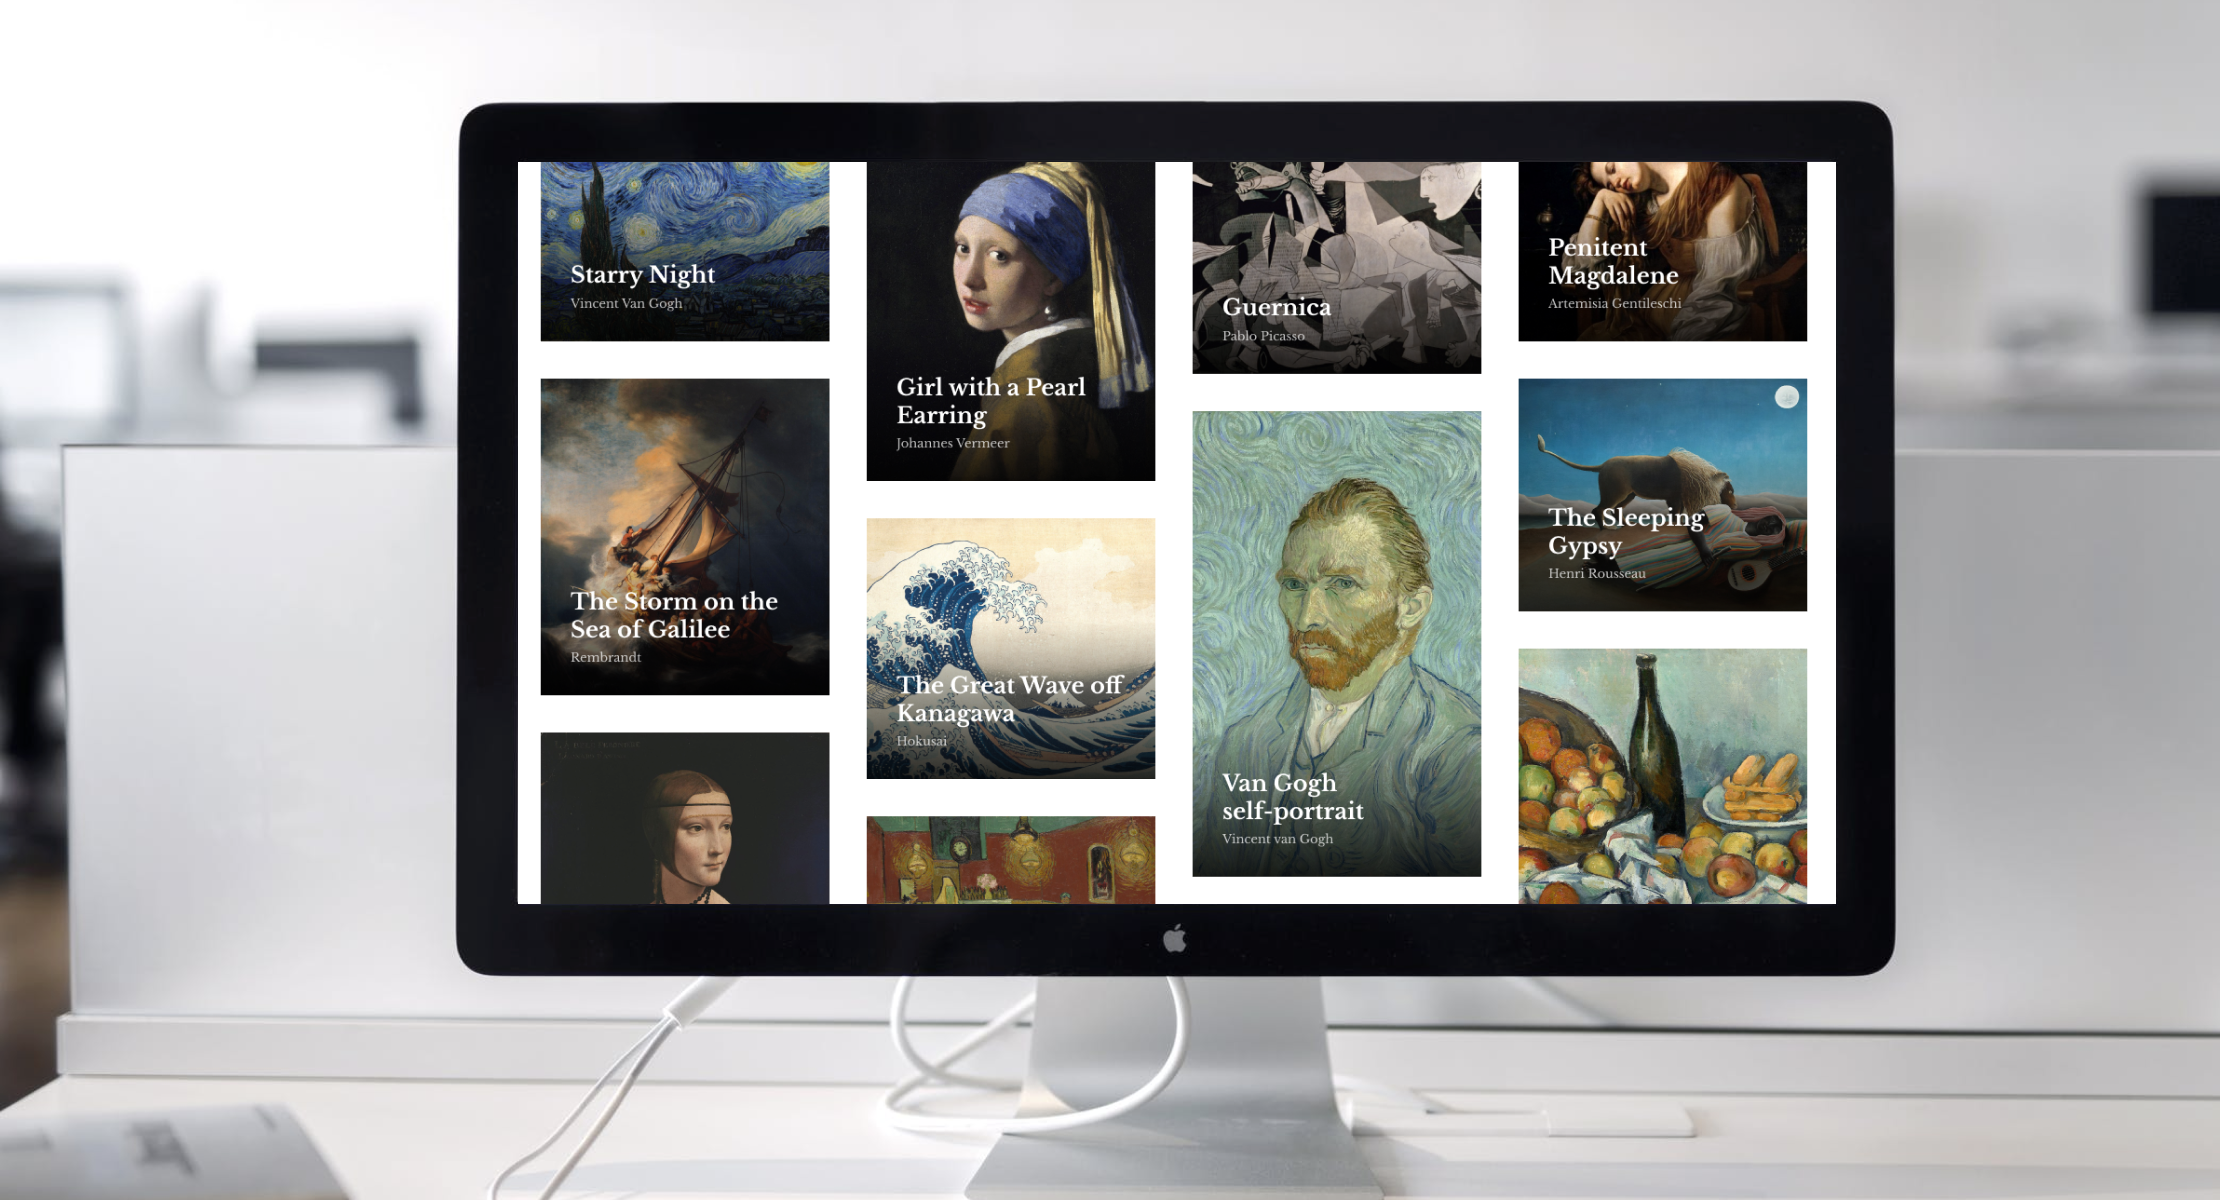 Starry Night
Vincent Van Gogh
Girl with a Pearl
Earring
Johannes Vermeer
Guernica
Pablo Picasso
Penitent
Magdalene
Artemisia Gentileschi
The Storm on the
Sea of Galilee
Rembrandt
The Great Wave off
Kanagawa
Hokusai
Van Gogh
self-portrait
Vincent van Gogh
The Sleeping
Gypsy
Henri Rousseau